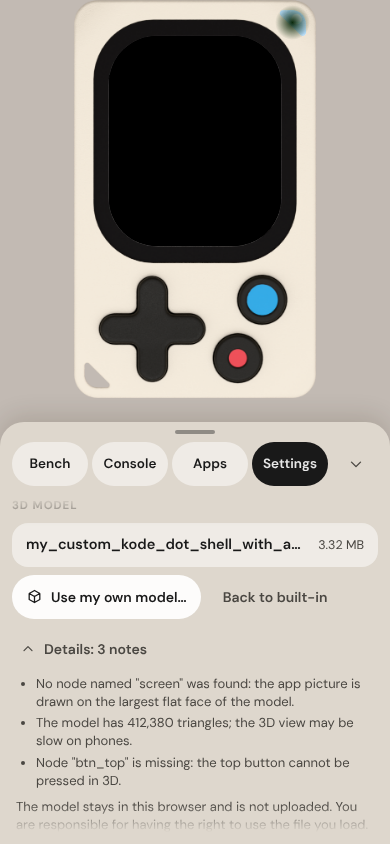 Bench
Console
Apps
Settings
3D MODEL
my_custom_kode_dot_shell_with_a...
3.32 MB
Use my own model...
Back to built-in
Details: 3 notes
• No node named "screen" was found: the app picture is
drawn on the largest flat face of the model.
• The model has 412,380 triangles; the 3D view may be
slow on phones.
• Node "btn_top" is missing: the top button cannot be
pressed in 3D.
The model stays in this browser and is not uploaded. You
are responsible for having the right to use the file you load.